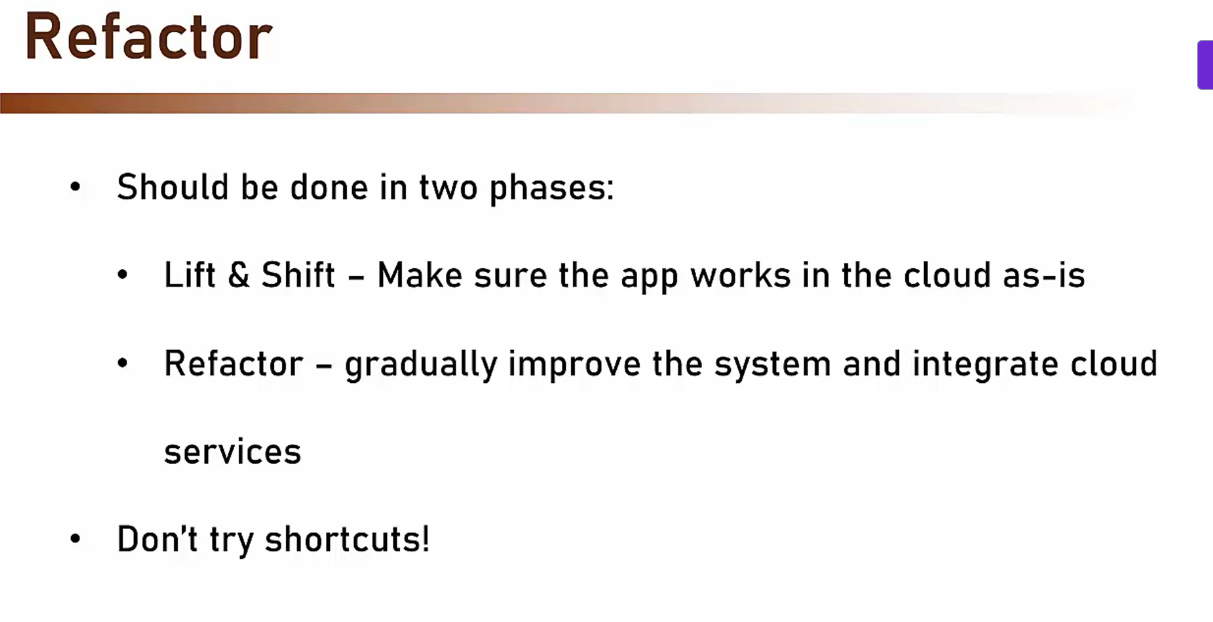 Refactor
• Should be done in two phases:
• Lift & Shift – Make sure the app works in the cloud as-is
• Refactor – gradually improve the system and integrate cloud
services
• Don't try shortcuts!